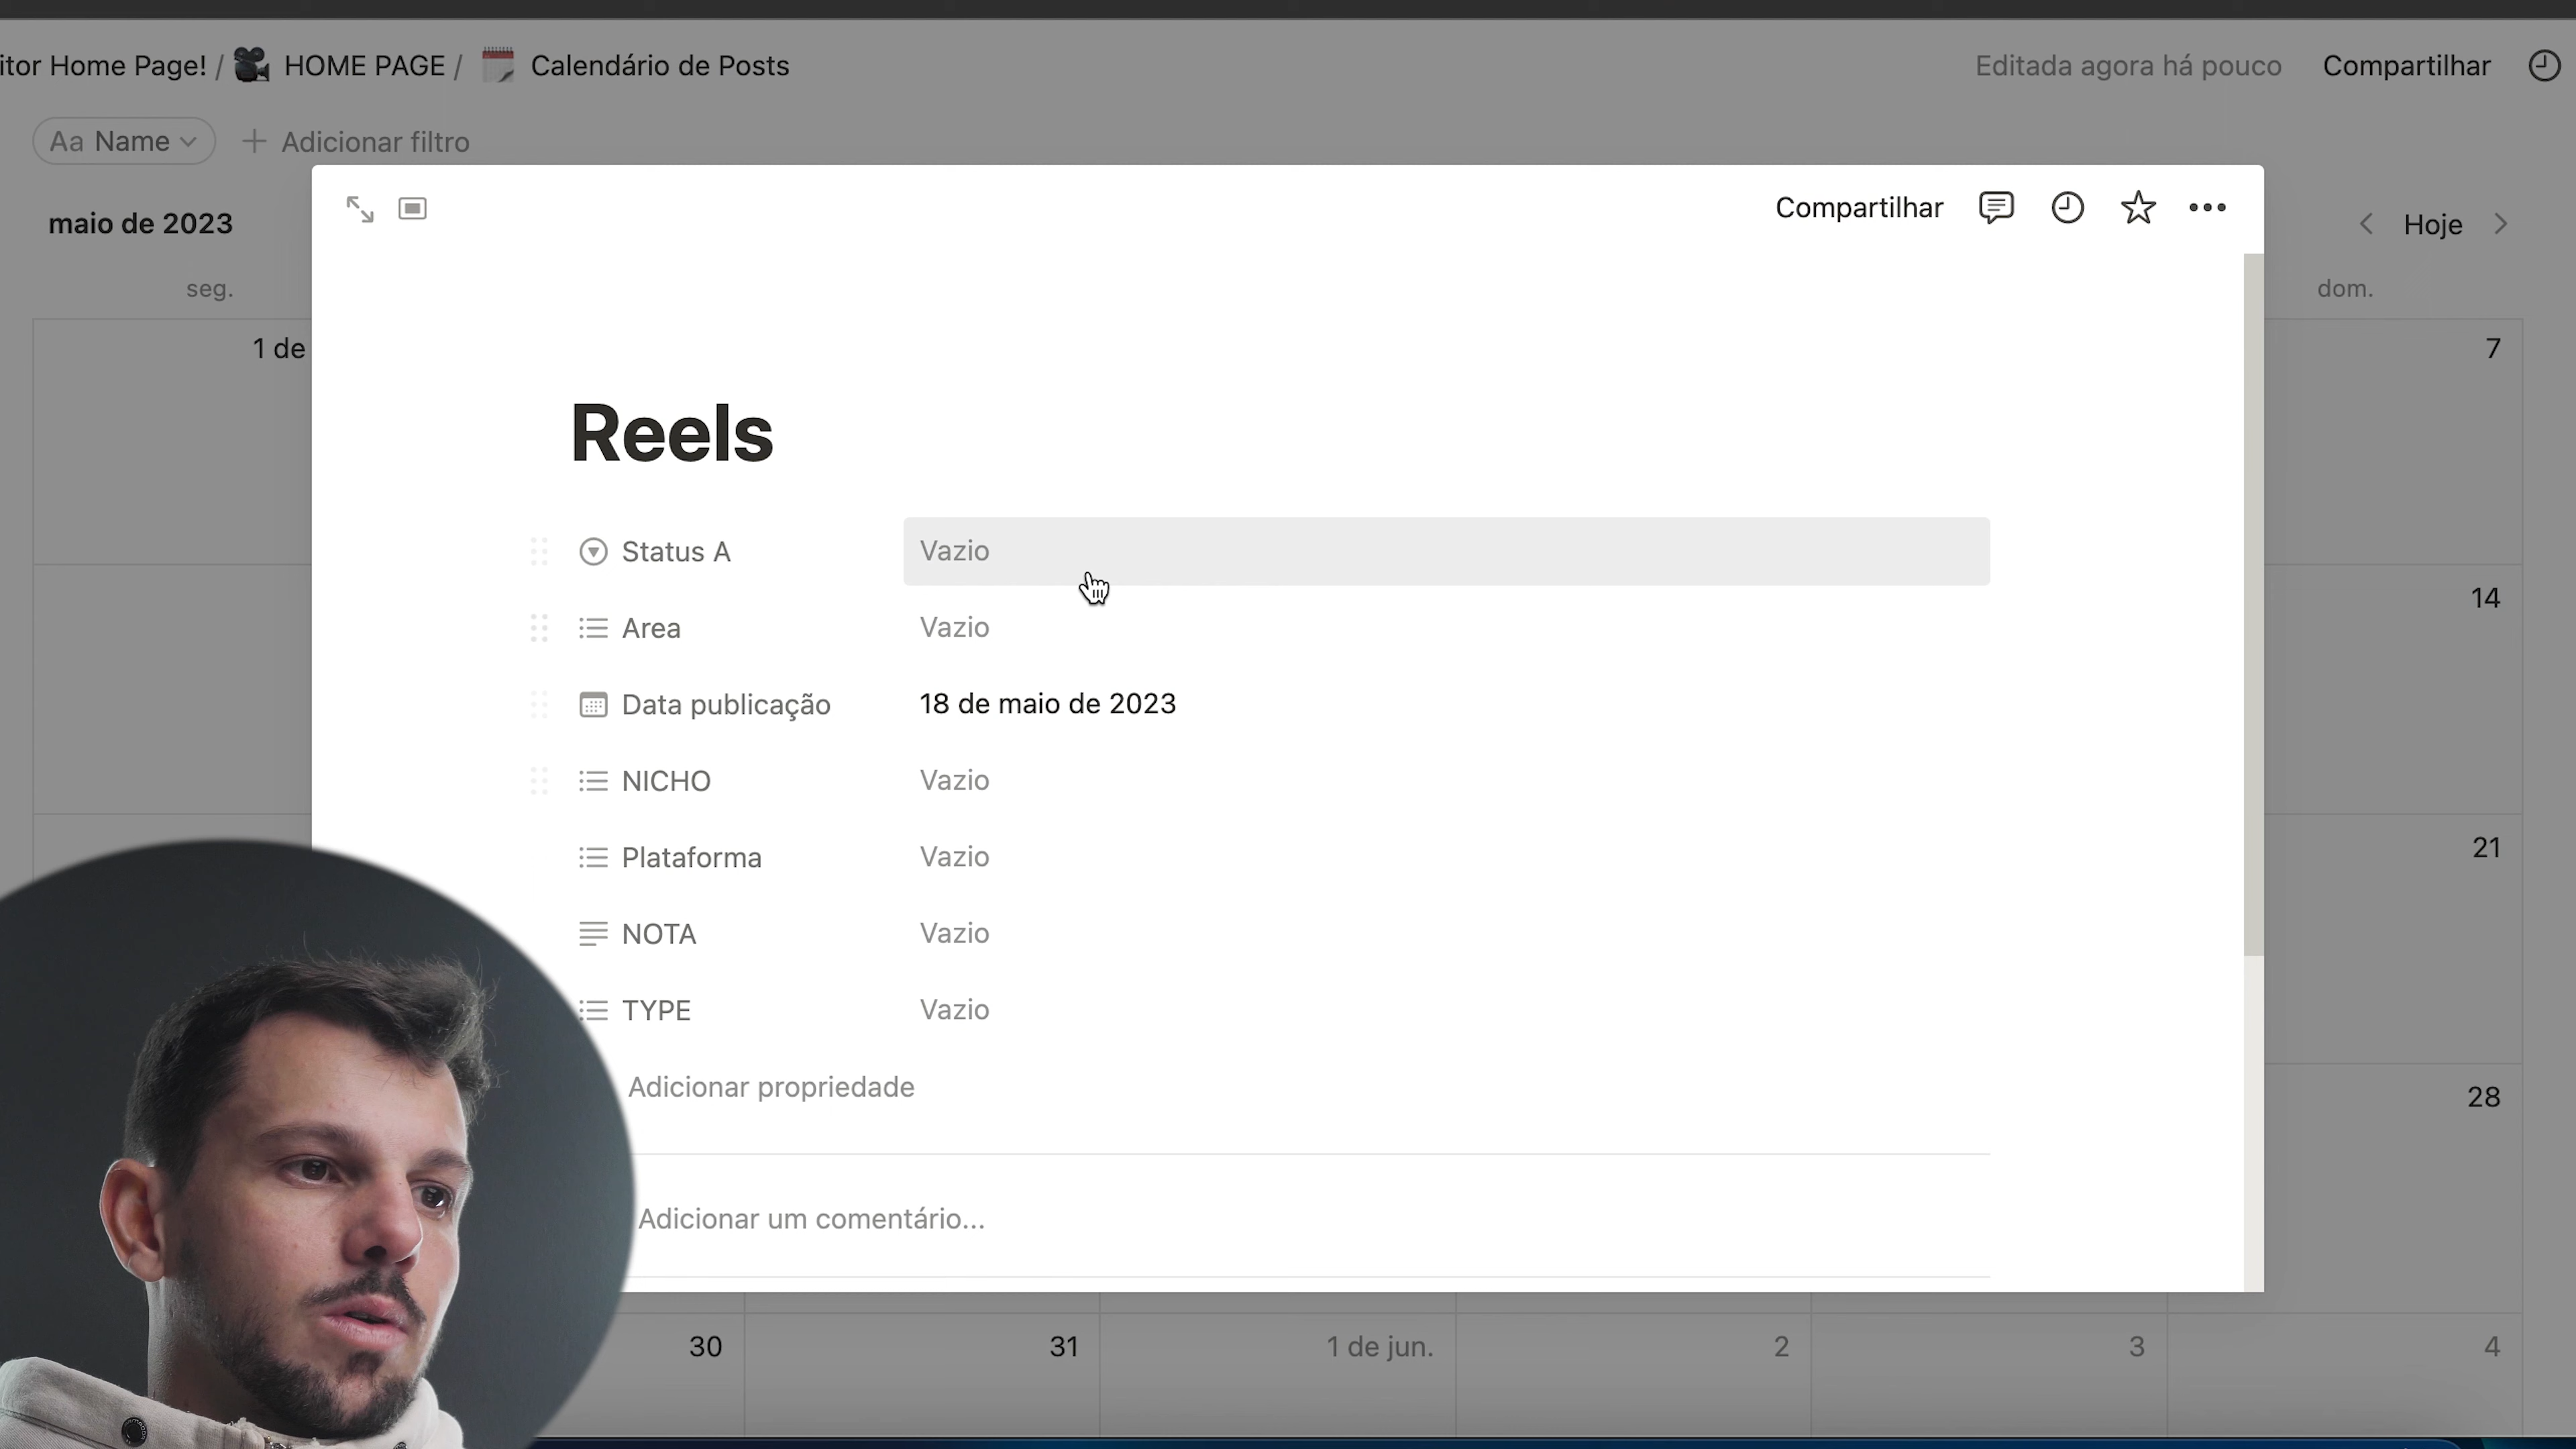 itor Home Page! / HOME PAGE / Calendário de Posts
Editada agora há pouco Compartilhar
Aa Name + Adicionar filtro
Compartilhar
maio de 2023
Hoje
seg.
dom.
1 de
7
Reels
Status A Vazio
Area Vazio
14
Data publicação 18 de maio de 2023
NICHO Vazio
Plataforma Vazio
21
NOTA Vazio
TYPE Vazio
Adicionar propriedade
28
Adicionar um comentário...
30 31 1 de jun. 2 3 4